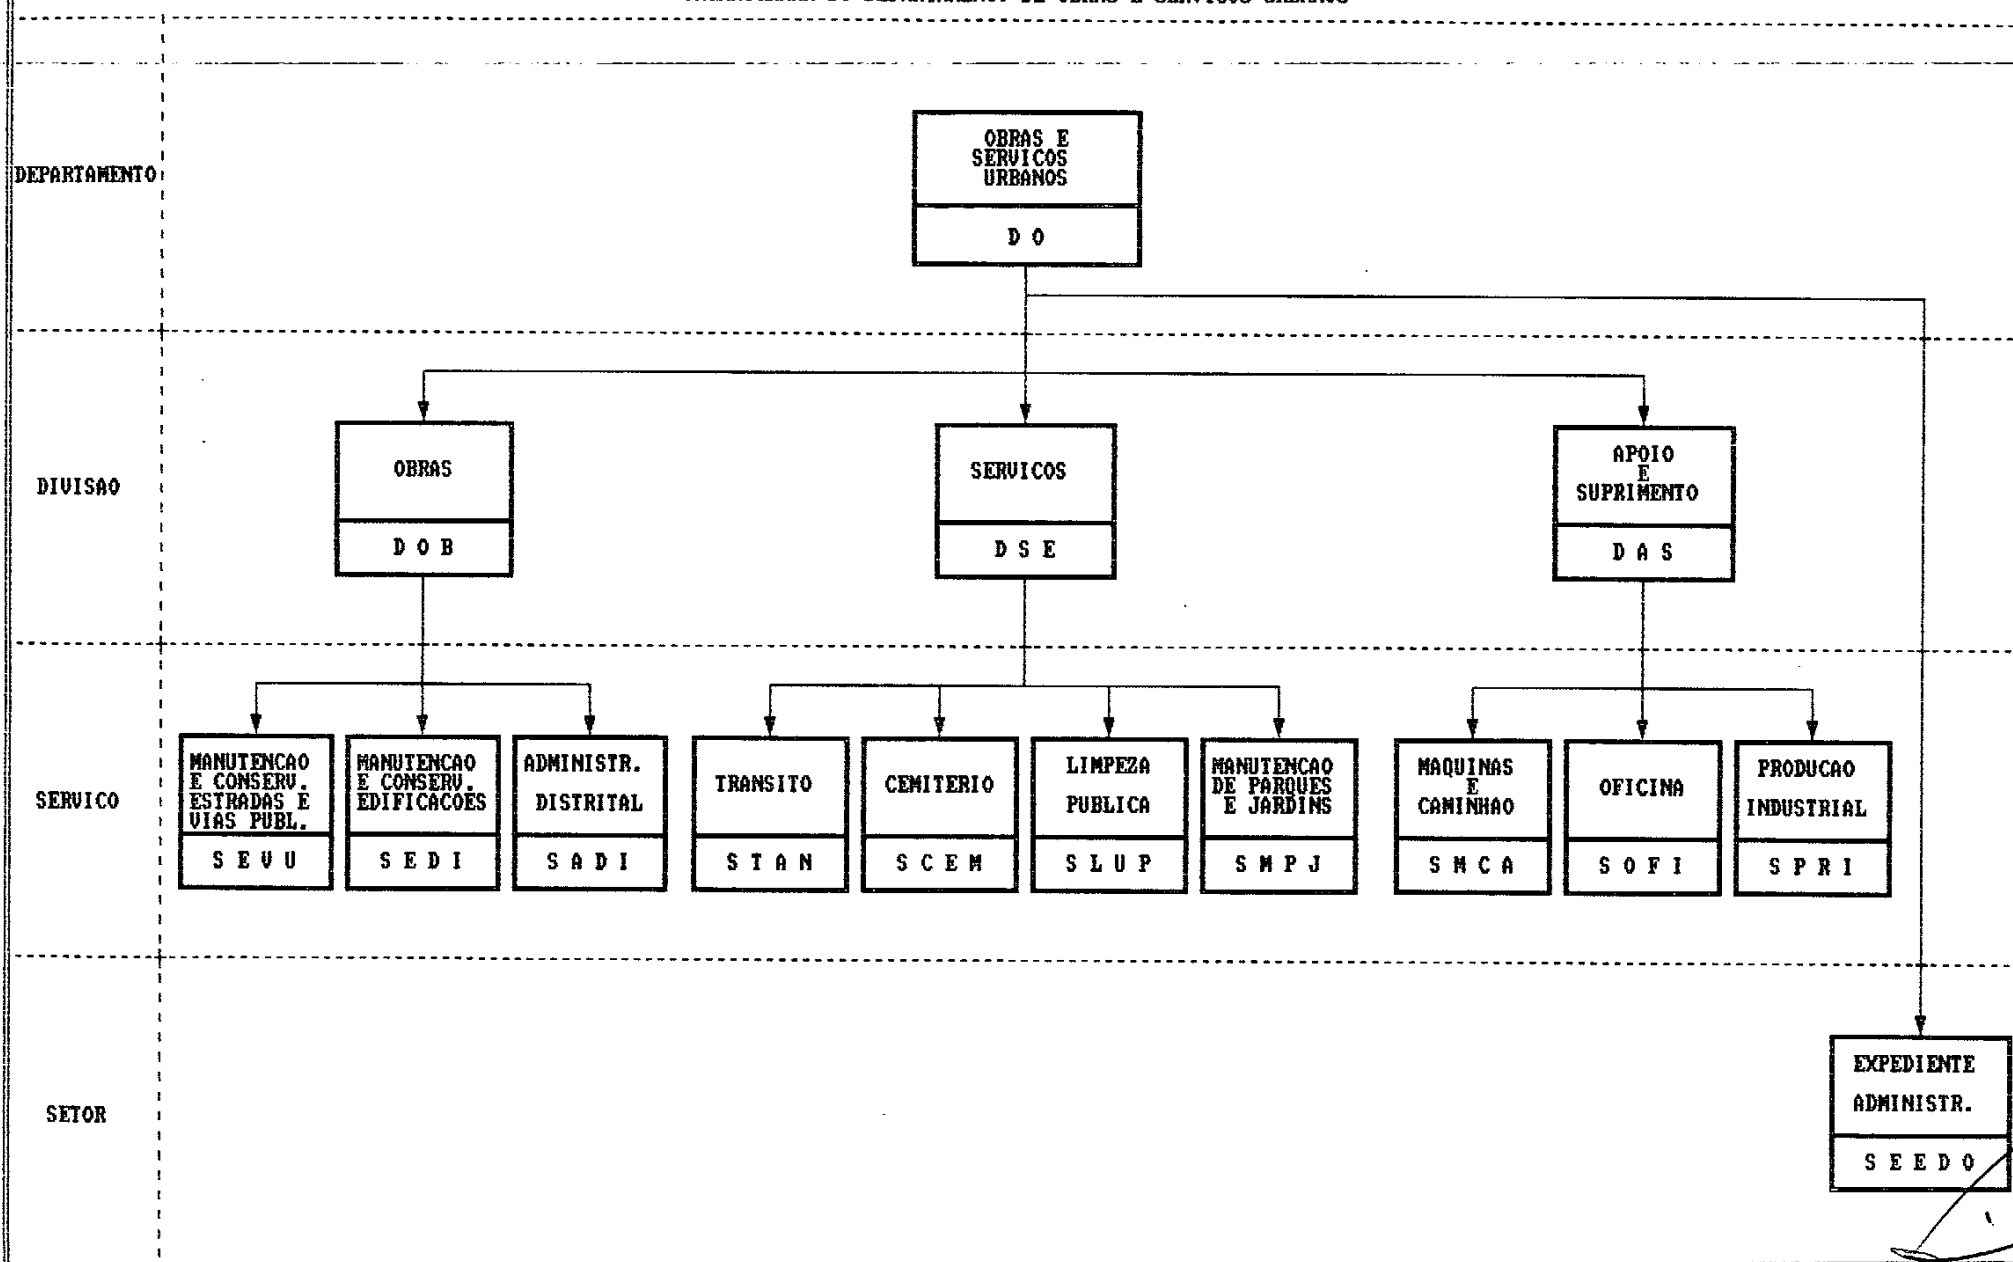 DEPARTAMENTO
OBRAS E
SERVICOS
URBANOS
D O
DIVISAO
OBRAS
D O B
SERVICOS
D S E
APOIO
E
SUPRIMENTO
D A S
SERVICO
MANUTENCAO
E CONSERV.
ESTRADAS E
VIAS PUBL.
S E V U
MANUTENCAO
E CONSERV.
EDIFICACOES
S E D I
ADMINISTR.
DISTRITAL
S A D I
TRANSITO
S T A N
CEMITERIO
S C E M
LIMPEZA
PUBLICA
S L U P
MANUTENCAO
DE PARQUES
E JARDINS
S M P J
MAQUINAS
E
CAMINHAO
S M C A
OFICINA
S O F I
PRODUCAO
INDUSTRIAL
S P R I
SETOR
EXPEDIENTE
ADMINISTR.
S E E D O